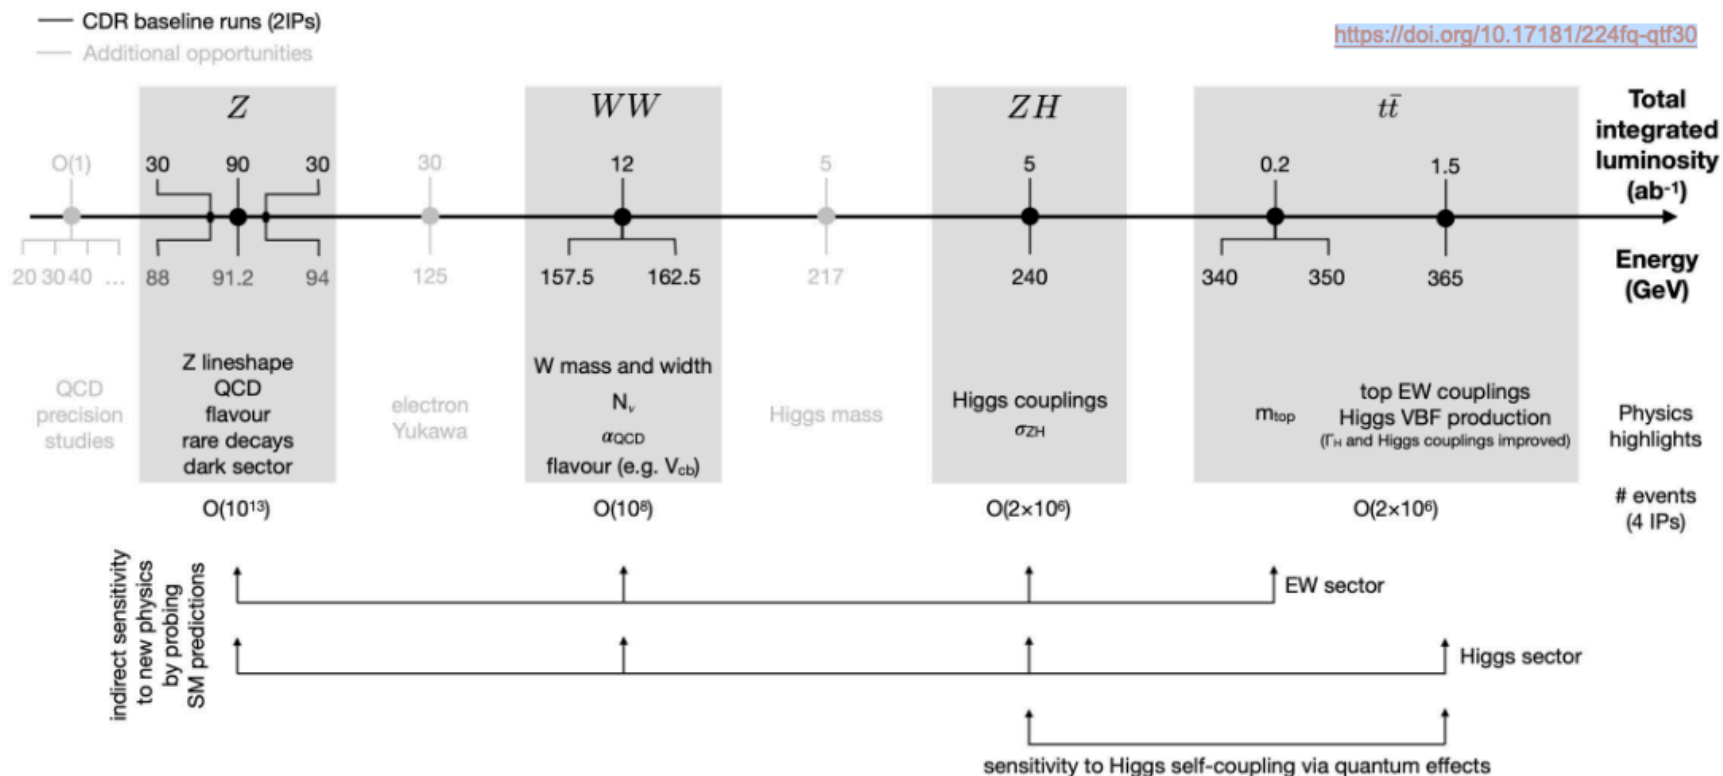 CDR baseline runs (2IPs)
Additional opportunities
https://doi.org/10.17181/224fq-qtf30
Z
WW
ZH
tt̄
Total
integrated
luminosity
(ab⁻¹)
O(1)
30 90 30
30
12
5
5
0.2
1.5
20 30 40 ...
88 91.2 94
125
157.5 162.5
217
240
340 350
365
Energy
(GeV)
QCD
precision
studies
Z lineshape
QCD
flavour
rare decays
dark sector
electron
Yukawa
W mass and width
Nᵥ
αQCD
flavour (e.g. Vcb)
Higgs mass
Higgs couplings
σZH
mtop
top EW couplings
Higgs VBF production
(ΓH and Higgs couplings improved)
Physics
highlights
O(10¹³)
O(10⁸)
O(2×10⁶)
O(2×10⁶)
# events
(4 IPs)
indirect sensitivity
to new physics
by probing
SM predictions
EW sector
Higgs sector
sensitivity to Higgs self-coupling via quantum effects